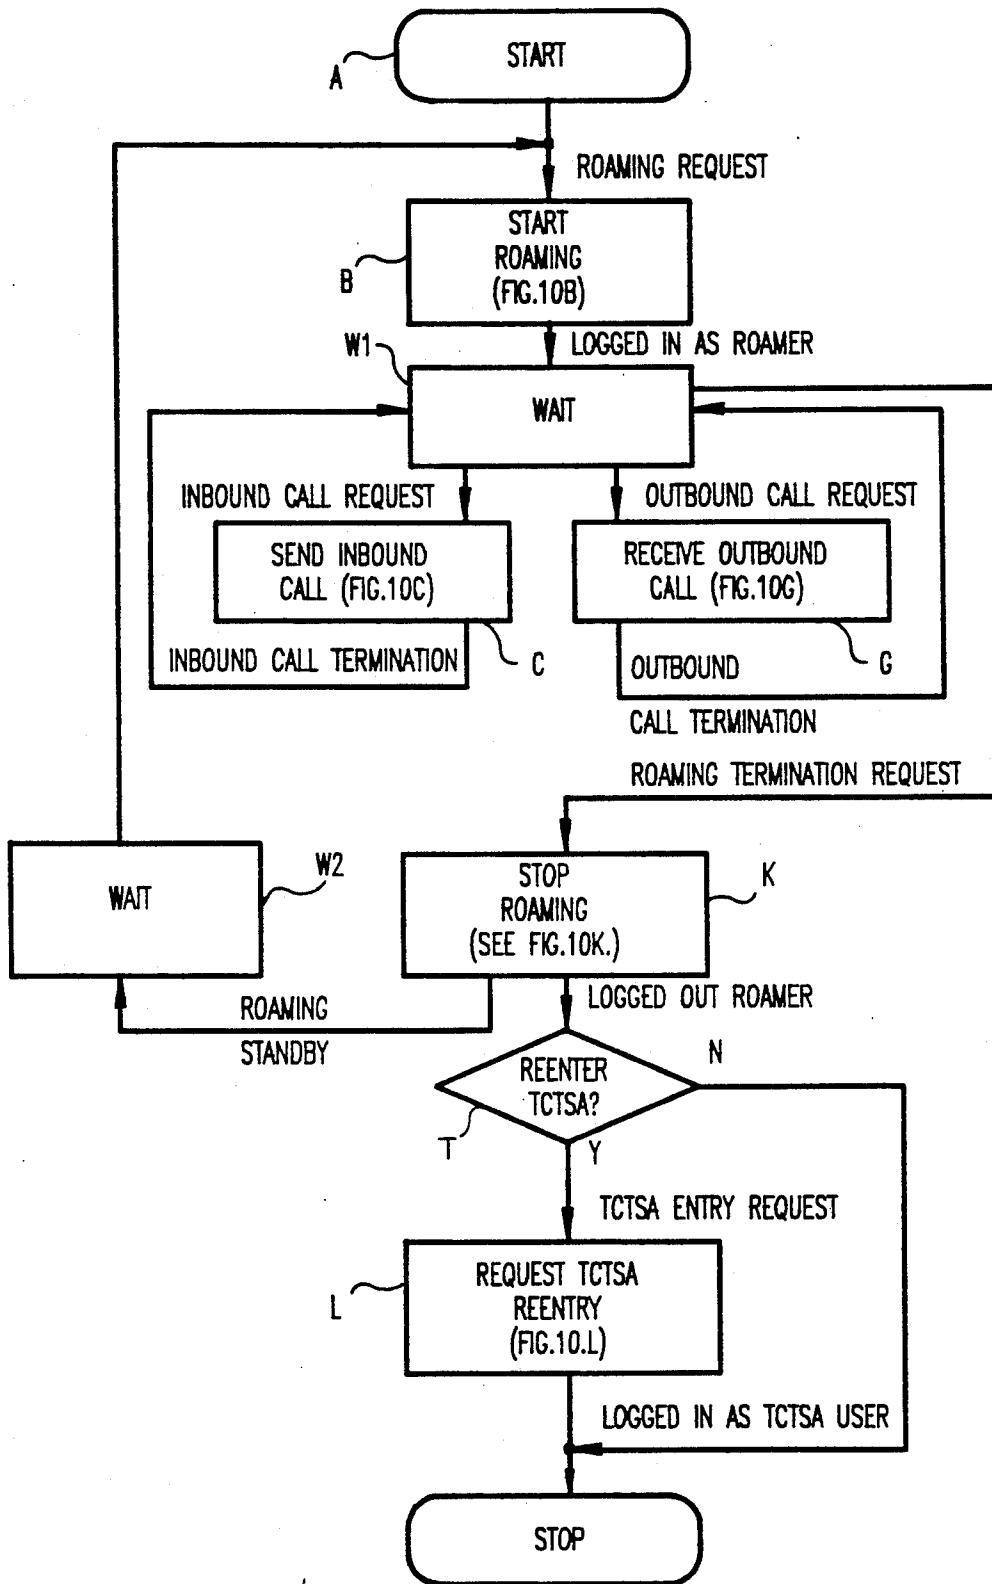 START
A
ROAMING REQUEST
START
ROAMING
(FIG.10B)
B
LOGGED IN AS ROAMER
W1
WAIT
INBOUND CALL REQUEST
OUTBOUND CALL REQUEST
SEND INBOUND
CALL (FIG.10C)
RECEIVE OUTBOUND
CALL (FIG.10G)
INBOUND CALL TERMINATION
C
OUTBOUND
G
CALL TERMINATION
ROAMING TERMINATION REQUEST
WAIT
W2
STOP
ROAMING
(SEE FIG.10K.)
K
ROAMING
STANDBY
LOGGED OUT ROAMER
REENTER
TCTSA?
N
T
Y
TCTSA ENTRY REQUEST
REQUEST TCTSA
REENTRY
(FIG.10.L)
L
LOGGED IN AS TCTSA USER
STOP